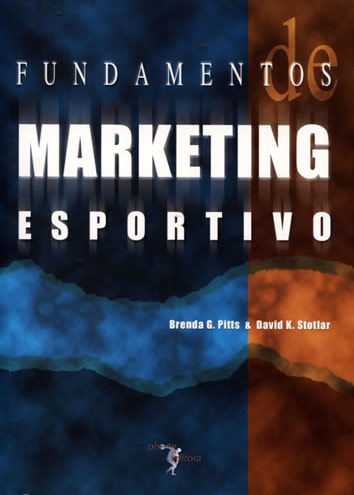 FUNDAMENTOS
de
MARKETING
ESPORTIVO
Brenda G. Pitts & David K. Stotlar